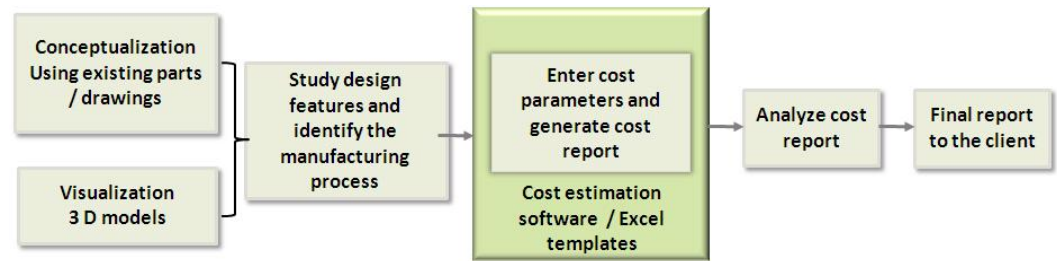 Conceptualization
Using existing parts
/ drawings
Visualization
3 D models
Study design
features and
identify the
manufacturing
process
Enter cost
parameters and
generate cost
report
Cost estimation
software / Excel
templates
Analyze cost
report
Final report
to the client